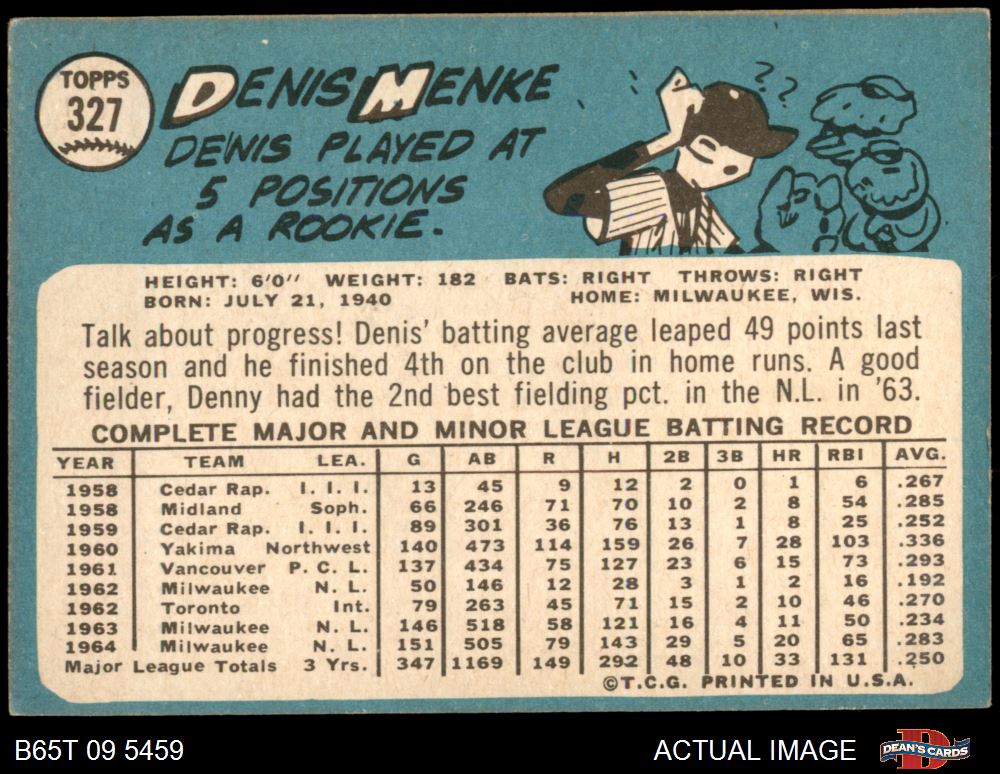 TOPPS
327
DENIS MENKE
DENIS PLAYED AT
5 POSITIONS
AS A ROOKIE.
? ? ?
HEIGHT: 6'0" WEIGHT: 182 BATS: RIGHT THROWS: RIGHT
BORN: JULY 21, 1940 HOME: MILWAUKEE, WIS.
Talk about progress! Denis' batting average leaped 49 points last
season and he finished 4th on the club in home runs. A good
fielder, Denny had the 2nd best fielding pct. in the N.L. in '63.
COMPLETE MAJOR AND MINOR LEAGUE BATTING RECORD
YEAR TEAM LEA. G AB R H 2B 3B HR RBI AVG.
1958 Cedar Rap. I. I. I. 13 45 9 12 2 0 1 6 .267
1958 Midland Soph. 66 246 71 70 10 2 8 54 .285
1959 Cedar Rap. I. I. I. 89 301 36 76 13 1 8 25 .252
1960 Yakima Northwest 140 473 114 159 26 7 28 103 .336
1961 Vancouver P. C. L. 137 434 75 127 23 6 15 73 .293
1962 Milwaukee N. L. 50 146 12 28 3 1 2 16 .192
1962 Toronto Int. 79 263 45 71 15 2 10 46 .270
1963 Milwaukee N. L. 146 518 58 121 16 4 11 50 .234
1964 Milwaukee N. L. 151 505 79 143 29 5 20 65 .283
Major League Totals 3 Yrs. 347 1169 149 292 48 10 33 131 .250
©T.C.G. PRINTED IN U.S.A.
B65T 09 5459 ACTUAL IMAGE DEAN'S CARDS